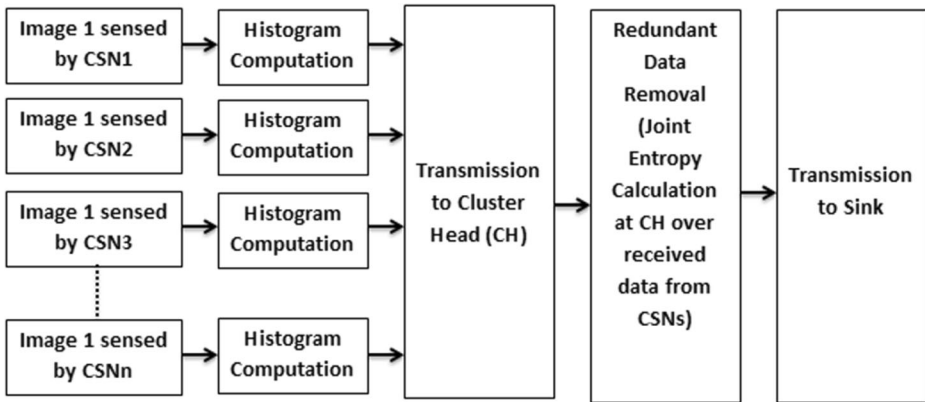 Image 1 sensed
by CSN1
Histogram
Computation
Image 1 sensed
by CSN2
Histogram
Computation
Image 1 sensed
by CSN3
Histogram
Computation
Image 1 sensed
by CSNn
Histogram
Computation
Transmission
to Cluster
Head (CH)
Redundant
Data
Removal
(Joint
Entropy
Calculation
at CH over
received
data from
CSNs)
Transmission
to Sink